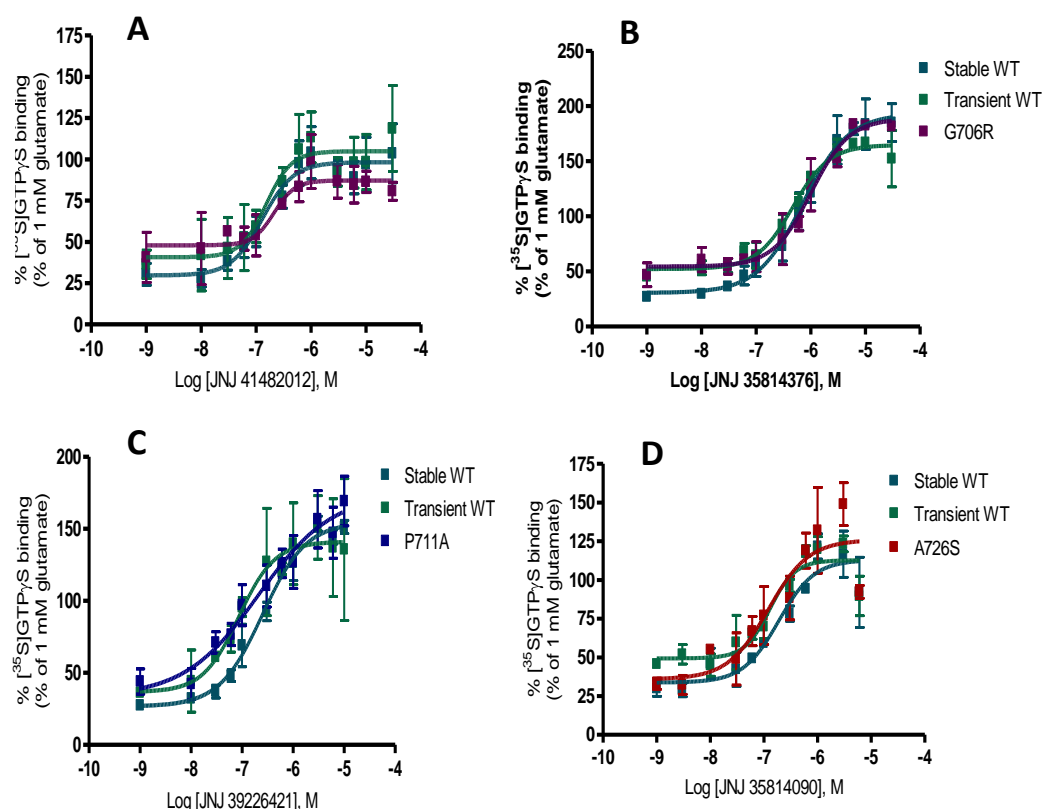 A
% [³⁵S]GTPγS binding
(% of 1 mM glutamate)
175
150
125
100
75
50
25
0
-10 -9 -8 -7 -6 -5 -4
Log [JNJ 41482012], M
B
% [³⁵S]GTPγS binding
(% of 1 mM glutamate)
250
200
150
100
50
0
-10 -9 -8 -7 -6 -5 -4
Log [JNJ 35814376], M
Stable WT
Transient WT
G706R
C
% [³⁵S]GTPγS binding
(% of 1 mM glutamate)
200
150
100
50
0
-10 -9 -8 -7 -6 -5 -4
Log [JNJ 39226421], M
Stable WT
Transient WT
P711A
D
% [³⁵S]GTPγS binding
(% of 1 mM glutamate)
175
150
125
100
75
50
25
0
-10 -9 -8 -7 -6 -5 -4
Log [JNJ 35814090], M
Stable WT
Transient WT
A726S